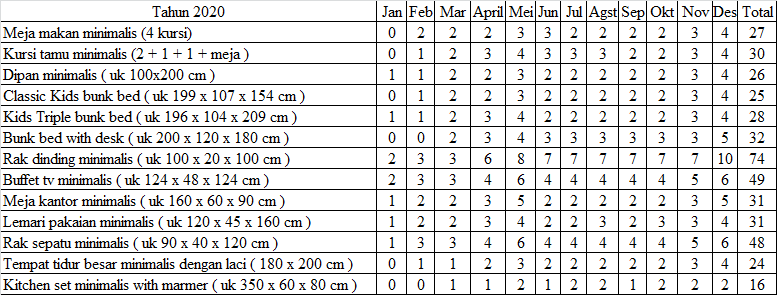 Tahun 2020 Jan Feb Mar April Mei Jun Jul Agst Sep Okt Nov Des Total
Meja makan minimalis (4 kursi) 0 2 2 2 3 3 2 2 2 2 3 4 27
Kursi tamu minimalis (2 + 1 + 1 + meja ) 0 1 2 3 4 3 3 3 2 2 3 4 30
Dipan minimalis ( uk 100x200 cm ) 1 1 2 2 3 2 2 2 2 2 3 4 26
Classic Kids bunk bed ( uk 199 x 107 x 154 cm ) 0 1 2 2 3 2 2 2 2 2 3 4 25
Kids Triple bunk bed ( uk 196 x 104 x 209 cm ) 1 1 2 3 4 2 2 2 2 2 3 4 28
Bunk bed with desk ( uk 200 x 120 x 180 cm ) 0 0 2 3 4 3 3 3 3 3 3 5 32
Rak dinding minimalis ( uk 100 x 20 x 100 cm ) 2 3 3 6 8 7 7 7 7 7 7 10 74
Buffet tv minimalis ( uk 124 x 48 x 124 cm ) 2 3 3 4 6 4 4 4 4 4 5 6 49
Meja kantor minimalis ( uk 160 x 60 x 90 cm ) 1 2 2 3 5 2 2 2 2 2 3 5 31
Lemari pakaian minimalis ( uk 120 x 45 x 160 cm ) 1 2 2 3 4 2 2 3 2 3 3 4 31
Rak sepatu minimalis ( uk 90 x 40 x 120 cm ) 1 3 3 4 6 4 4 4 4 4 5 6 48
Tempat tidur besar minimalis dengan laci ( 180 x 200 cm ) 0 1 1 2 3 2 2 2 2 2 3 4 24
Kitchen set minimalis with marmer ( uk 350 x 60 x 80 cm ) 0 0 1 1 2 1 2 2 1 2 2 2 16